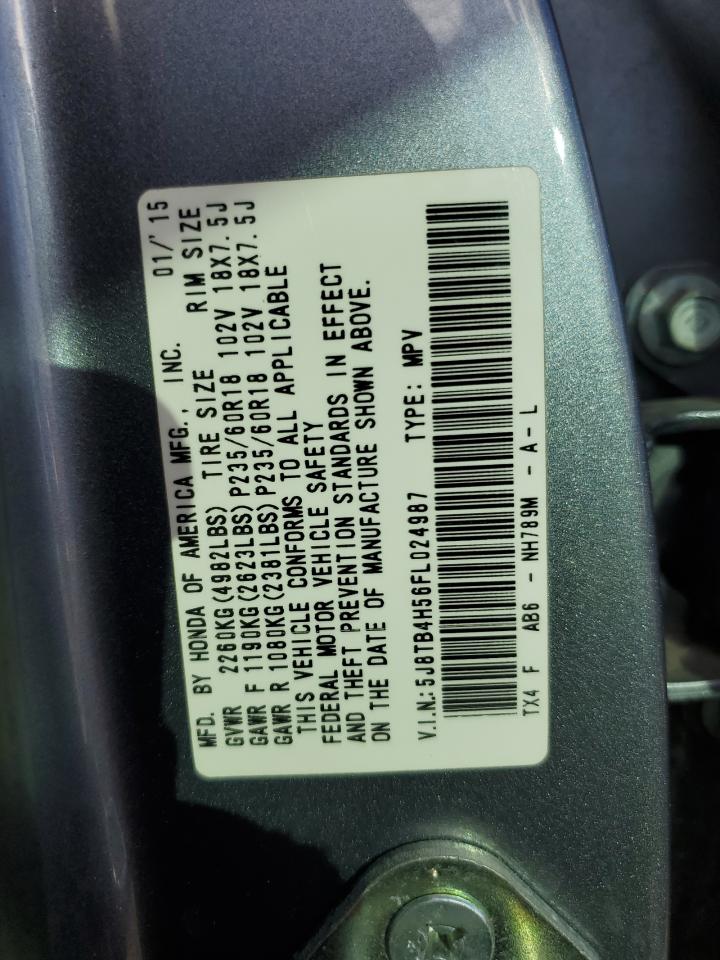 MFD. BY HONDA OF AMERICA MFG., INC. 01/'15
GVWR 2260KG(4982LBS) TIRE SIZE RIM SIZE
GAWR F 1190KG(2623LBS)P235/60R18 102V 18X7.5J
GAWR R 1080KG(2381LBS)P235/60R18 102V 18X7.5J
THIS VEHICLE CONFORMS TO ALL APPLICABLE
FEDERAL MOTOR VEHICLE SAFETY
AND THEFT PREVENTION STANDARDS IN EFFECT
ON THE DATE OF MANUFACTURE SHOWN ABOVE.
V.I.N.: 5J8TB4H56FL024987 TYPE: MPV
TX4 F AB6 - NH789M - A - L